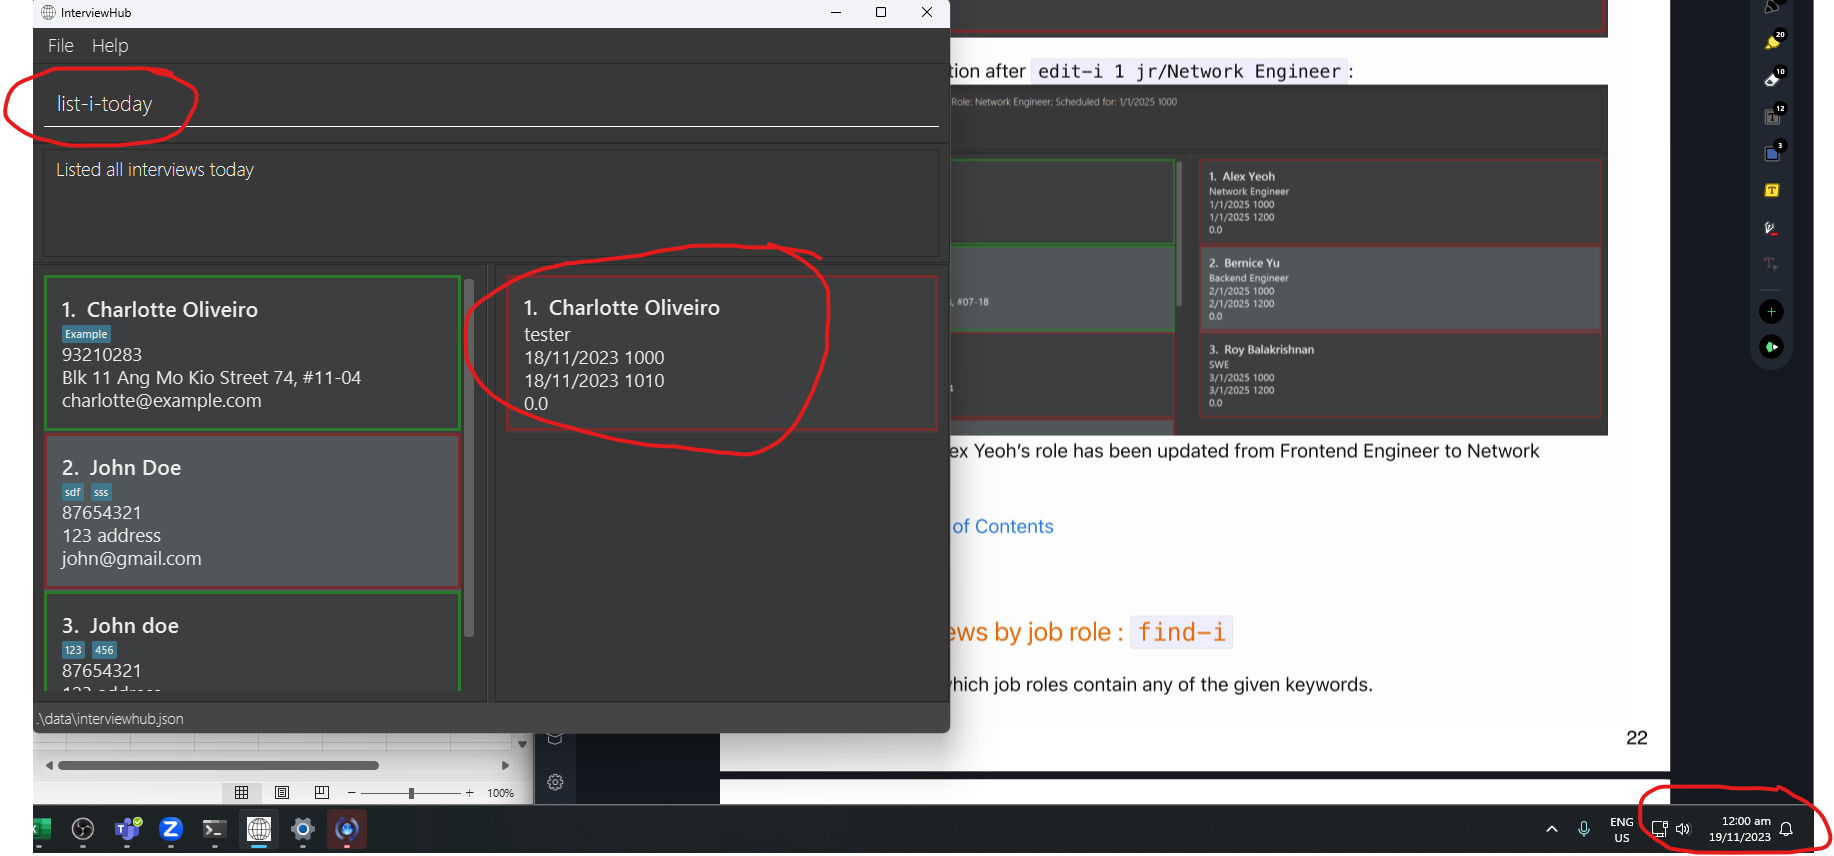 InterviewHub
File Help
list-i-today
Listed all interviews today
1. Charlotte Oliveiro
Example
93210283
Blk 11 Ang Mo Kio Street 74, #11-04
charlotte@example.com
2. John Doe
sdf sss
87654321
123 address
john@gmail.com
3. John doe
123 456
87654321
123 address
1. Charlotte Oliveiro
tester
18/11/2023 1000
18/11/2023 1010
0.0
.\data\interviewhub.json
tion after edit-i 1 jr/Network Engineer :
Role: Network Engineer; Scheduled for: 1/1/2025 1000
, #07-18
1. Alex Yeoh
Network Engineer
1/1/2025 1000
1/1/2025 1200
0.0
2. Bernice Yu
Backend Engineer
2/1/2025 1000
2/1/2025 1200
0.0
3. Roy Balakrishnan
SWE
3/1/2025 1000
3/1/2025 1200
0.0
ex Yeoh's role has been updated from Frontend Engineer to Network
of Contents
ews by job role : find-i
hich job roles contain any of the given keywords.
22
20
10
12
3
100%
ENG
US
12:00 am
19/11/2023